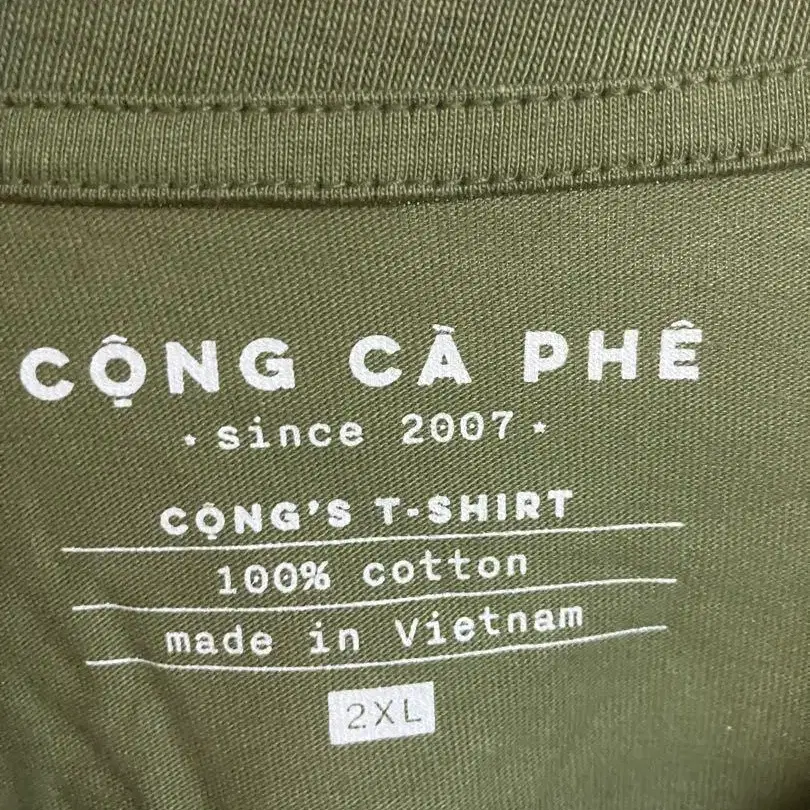 CỘNG CÀ PHÊ
★ since 2007 ★
CỘNG'S T-SHIRT
100% cotton
made in Vietnam
2XL